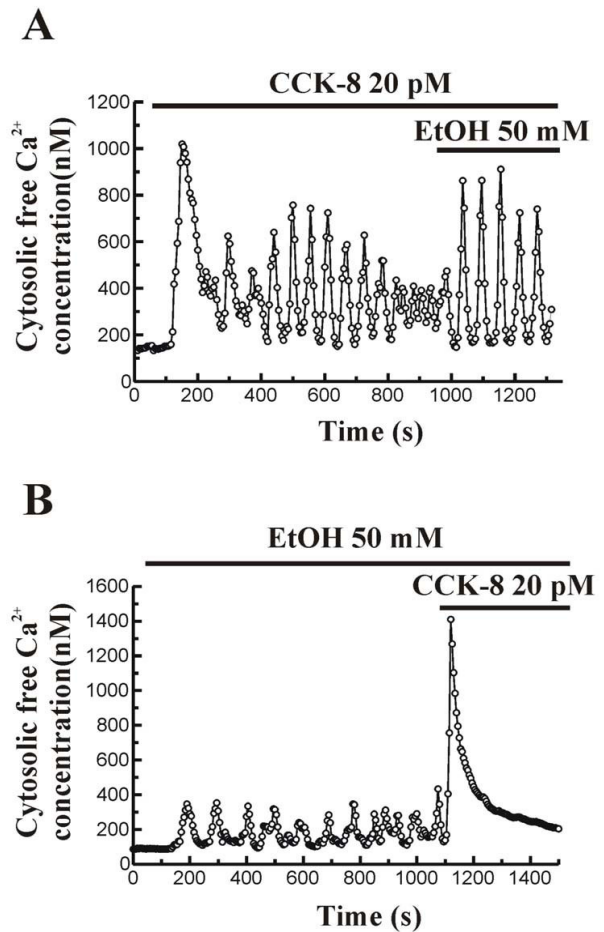 A
CCK-8 20 pM
EtOH 50 mM
Cytosolic free Ca²⁺
concentration(nM)
1200
1000
800
600
400
200
0
0 200 400 600 800 1000 1200
Time (s)
B
EtOH 50 mM
CCK-8 20 pM
Cytosolic free Ca²⁺
concentration(nM)
1600
1400
1200
1000
800
600
400
200
0
0 200 400 600 800 1000 1200 1400
Time (s)